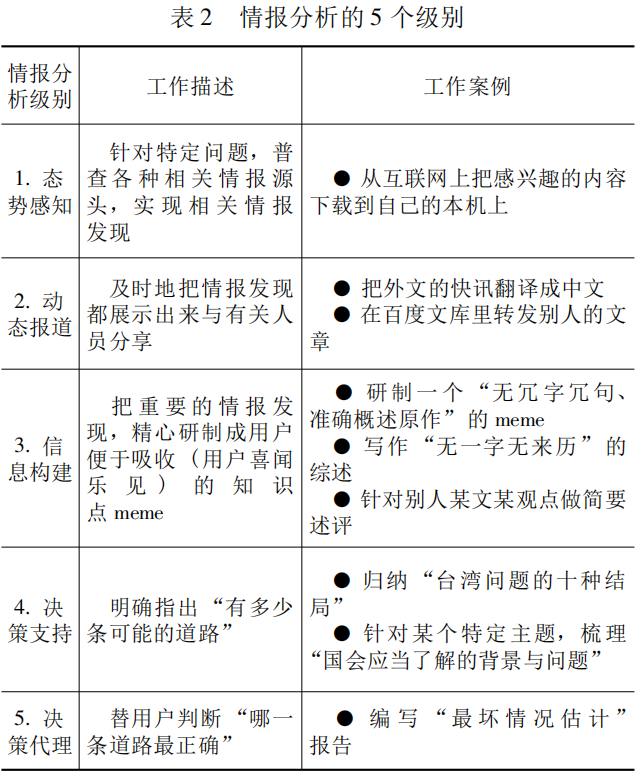 表 2 情报分析的 5 个级别
情报分
析级别
工作描述
工作案例
1. 态
势感知
针对特定问题，普
查各种相关情报源
头，实现相关情报
发现
● 从互联网上把感兴趣的内容
下载到自己的本机上
2. 动
态报道
及时地把情报发现
都展示出来与有关人
员分享
● 把外文的快讯翻译成中文
● 在百度文库里转发别人的文
章
3. 信
息构建
把重要的情报发
现，精心研制成用户
便于吸收（用户喜闻
乐见）的知识
点 meme
● 研制一个“无冗字冗句、
准确概述原作”的 meme
● 写作“无一字无来历”的
综述
● 针对别人某文某观点做简要
述评
4. 决
策支持
明确指出“有多少
条可能的道路”
● 归纳“台湾问题的十种结
局”
● 针对某个特定主题，梳理
“国会应当了解的背景与问题”
5. 决
策代理
替用户判断“哪一
条道路最正确”
● 编写“最坏情况估计”
报告